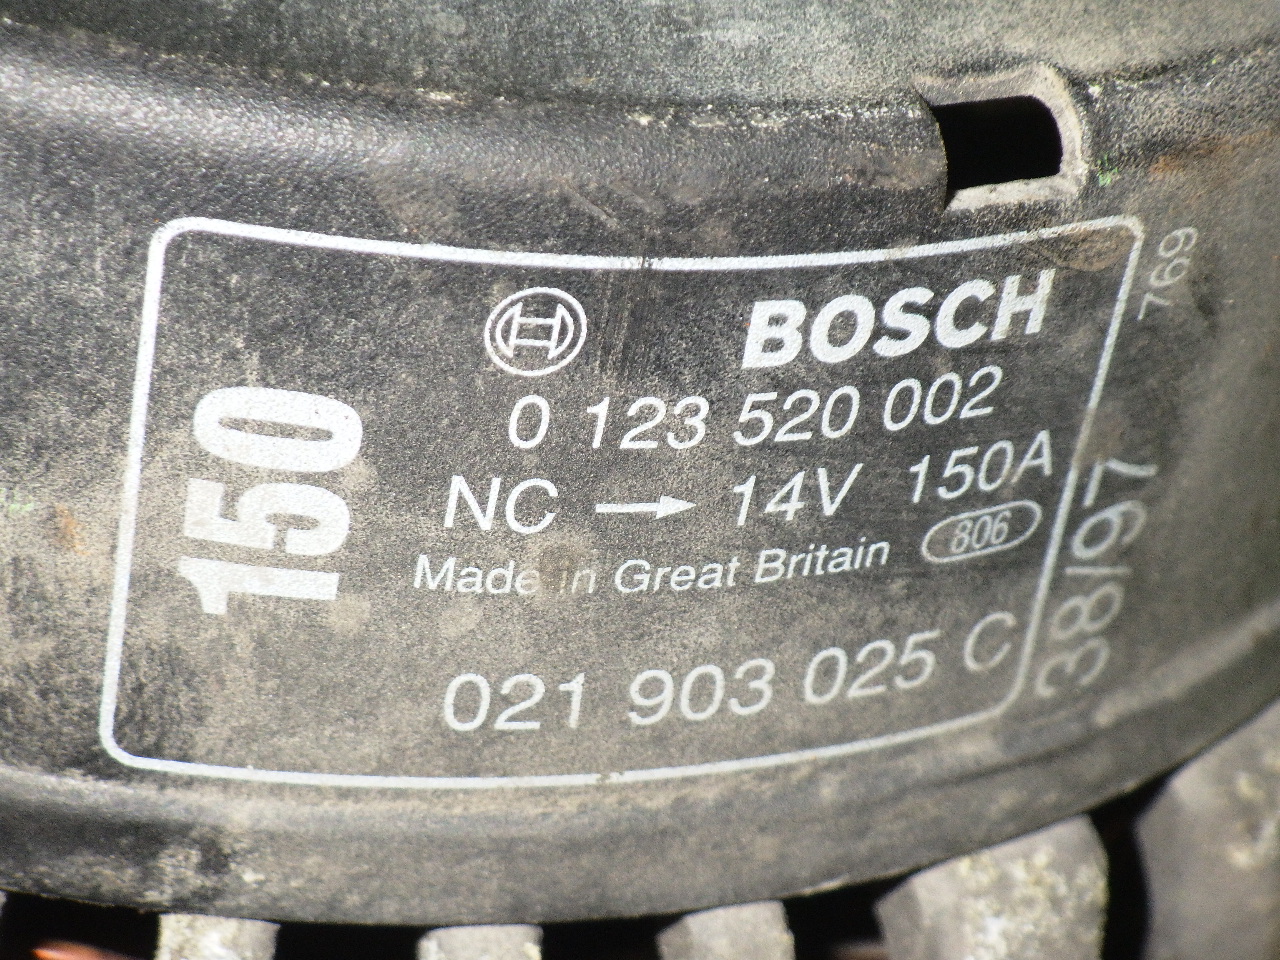 BOSCH
0 123 520 002
NC → 14V 150A
Made in Great Britain 806
021 903 025 C
150
38/97
769